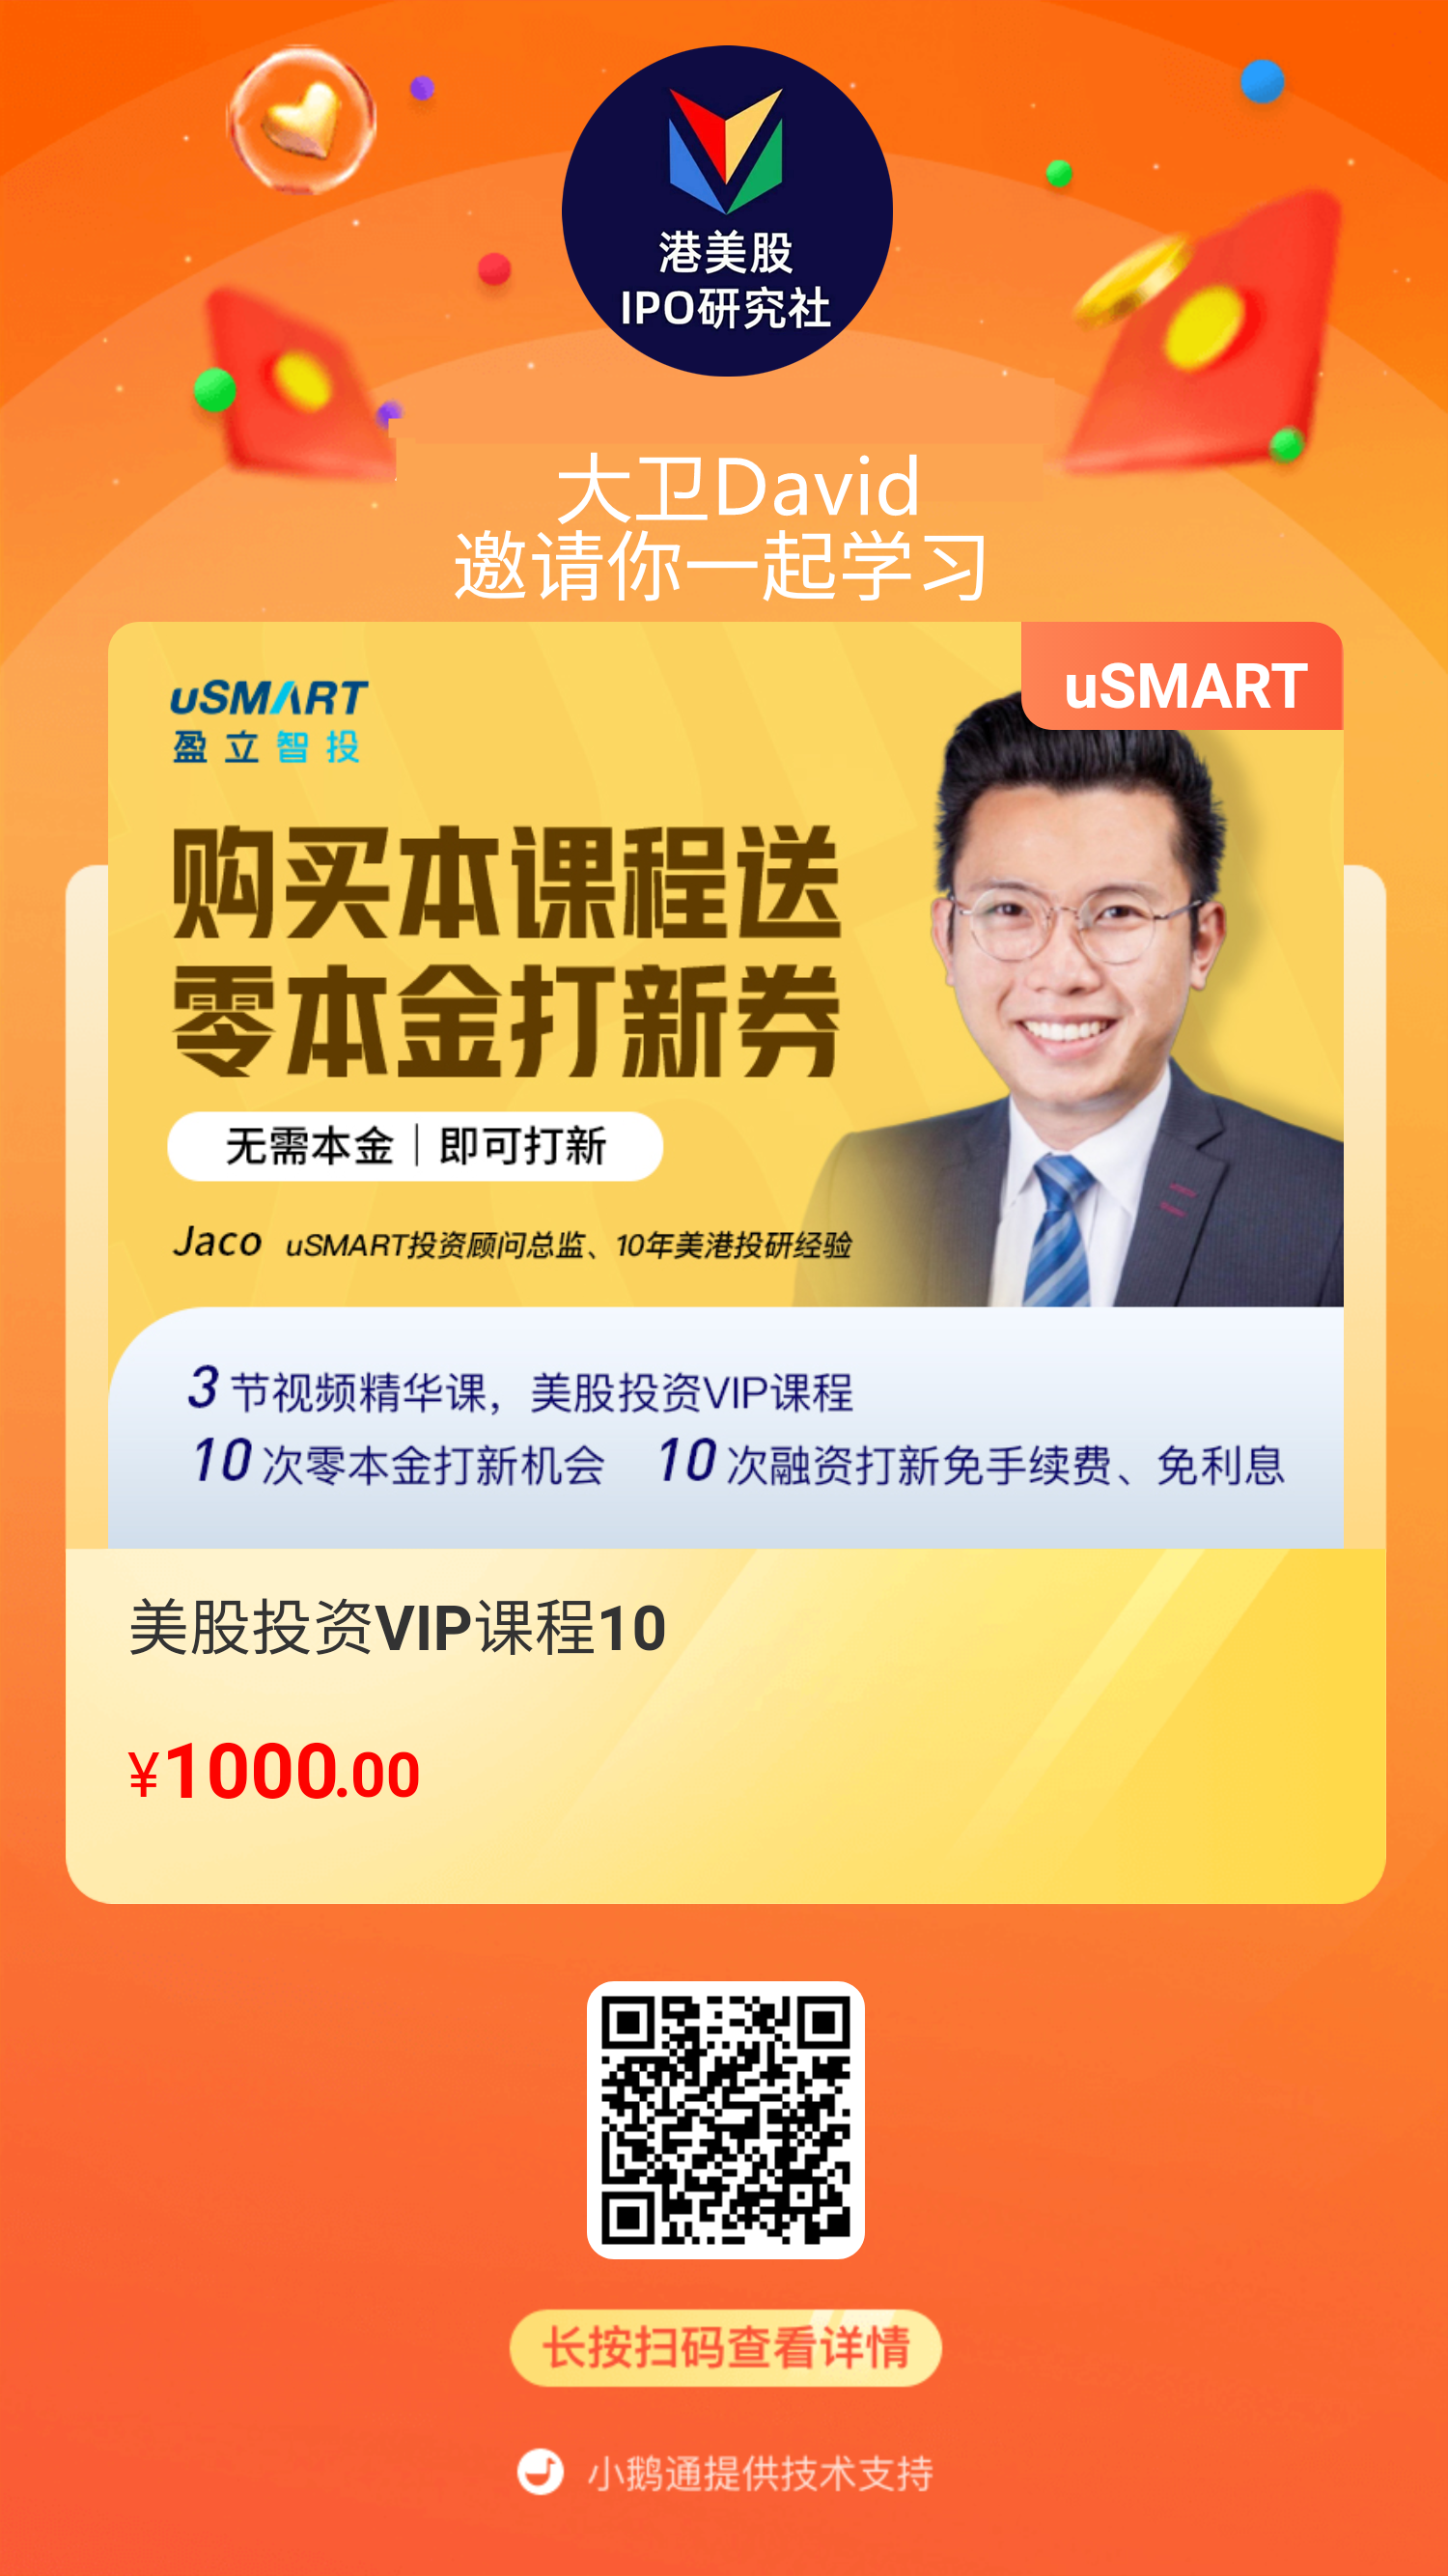 港美股
IPO研究社
大卫David
邀请你一起学习
uSMART
uSMART
盈立智投
购买本课程送
零本金打新券
无需本金｜即可打新
Jaco uSMART投资顾问总监、10年美港投研经验
3节视频精华课，美股投资VIP课程
10次零本金打新机会 10次融资打新免手续费、免利息
美股投资VIP课程10
¥1000.00
长按扫码查看详情
小鹅通提供技术支持